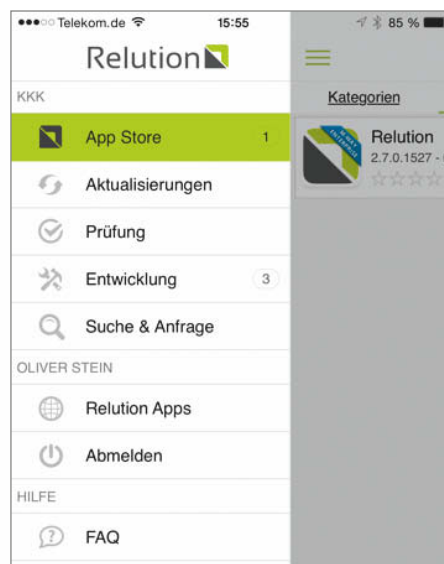 Telekom.de 15:55 85 %
Relution
KKK
Kategorien
App Store 1
Relution
2.7.0.1527 -
Aktualisierungen
Prüfung
Entwicklung 3
Suche & Anfrage
OLIVER STEIN
Relution Apps
Abmelden
HILFE
FAQ